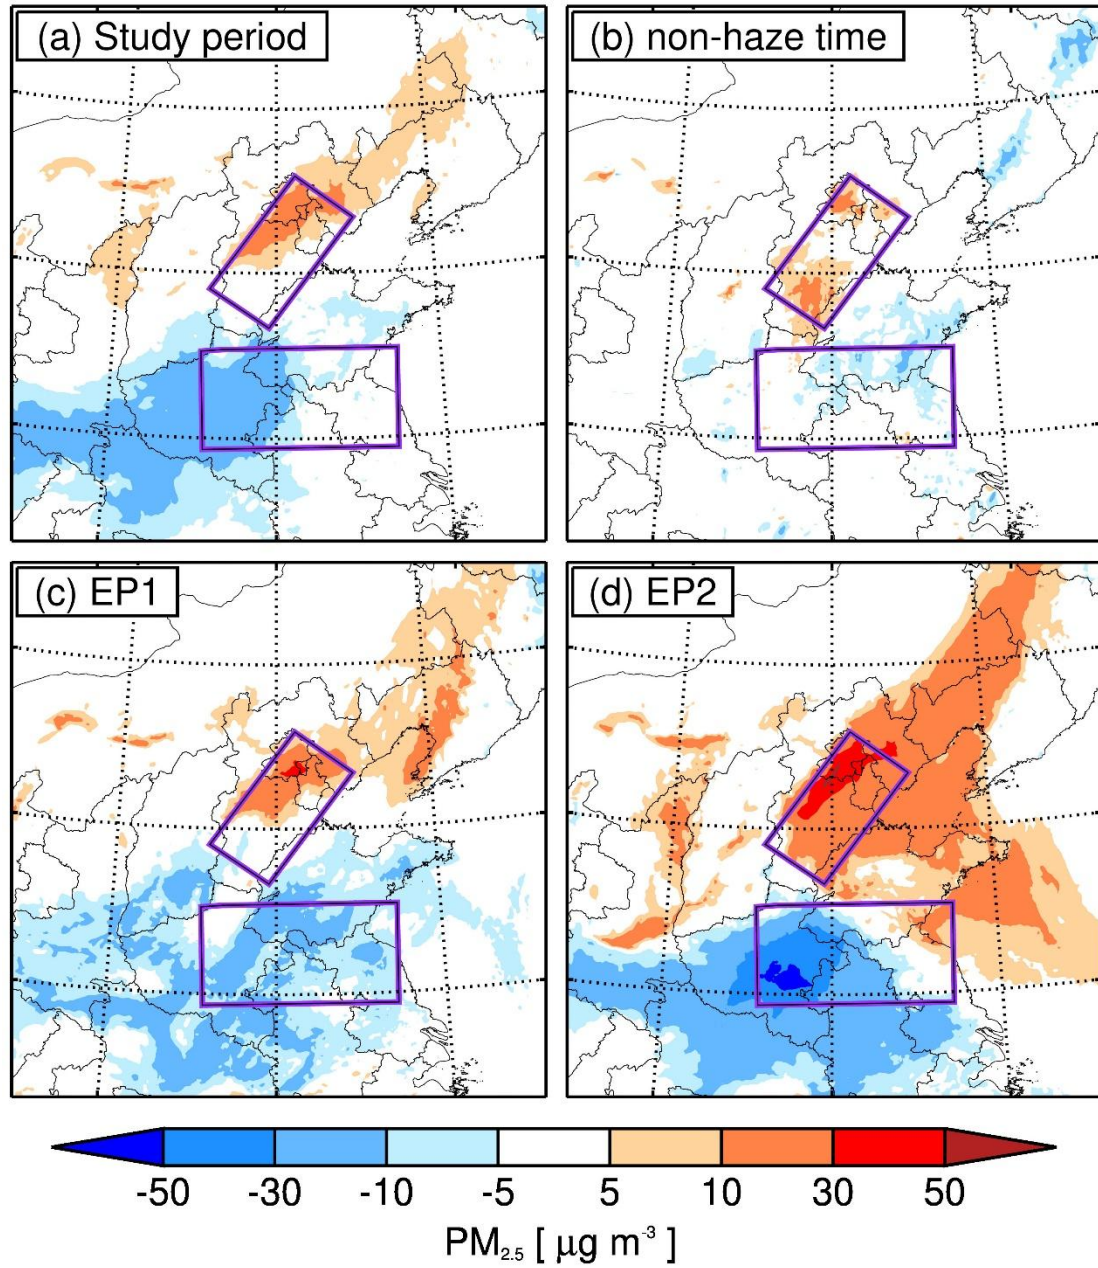 (a) Study period
(b) non-haze time
(c) EP1
(d) EP2
-50 -30 -10 -5 5 10 30 50
PM₂.₅ [ μg m⁻³ ]